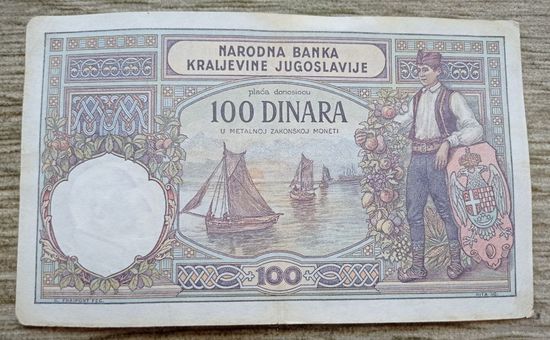 NARODNA BANKA
KRALJEVINE JUGOSLAVIJE
plaća donosiocu
100 DINARA
U METALNOJ ZAKONSKOJ MONETI
100